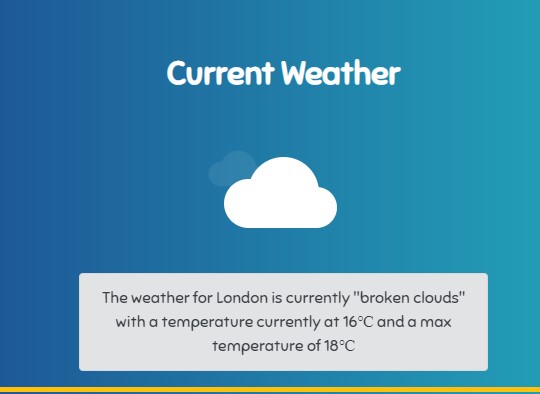 Current Weather
The weather for London is currently "broken clouds"
with a temperature currently at 16°C and a max
temperature of 18°C